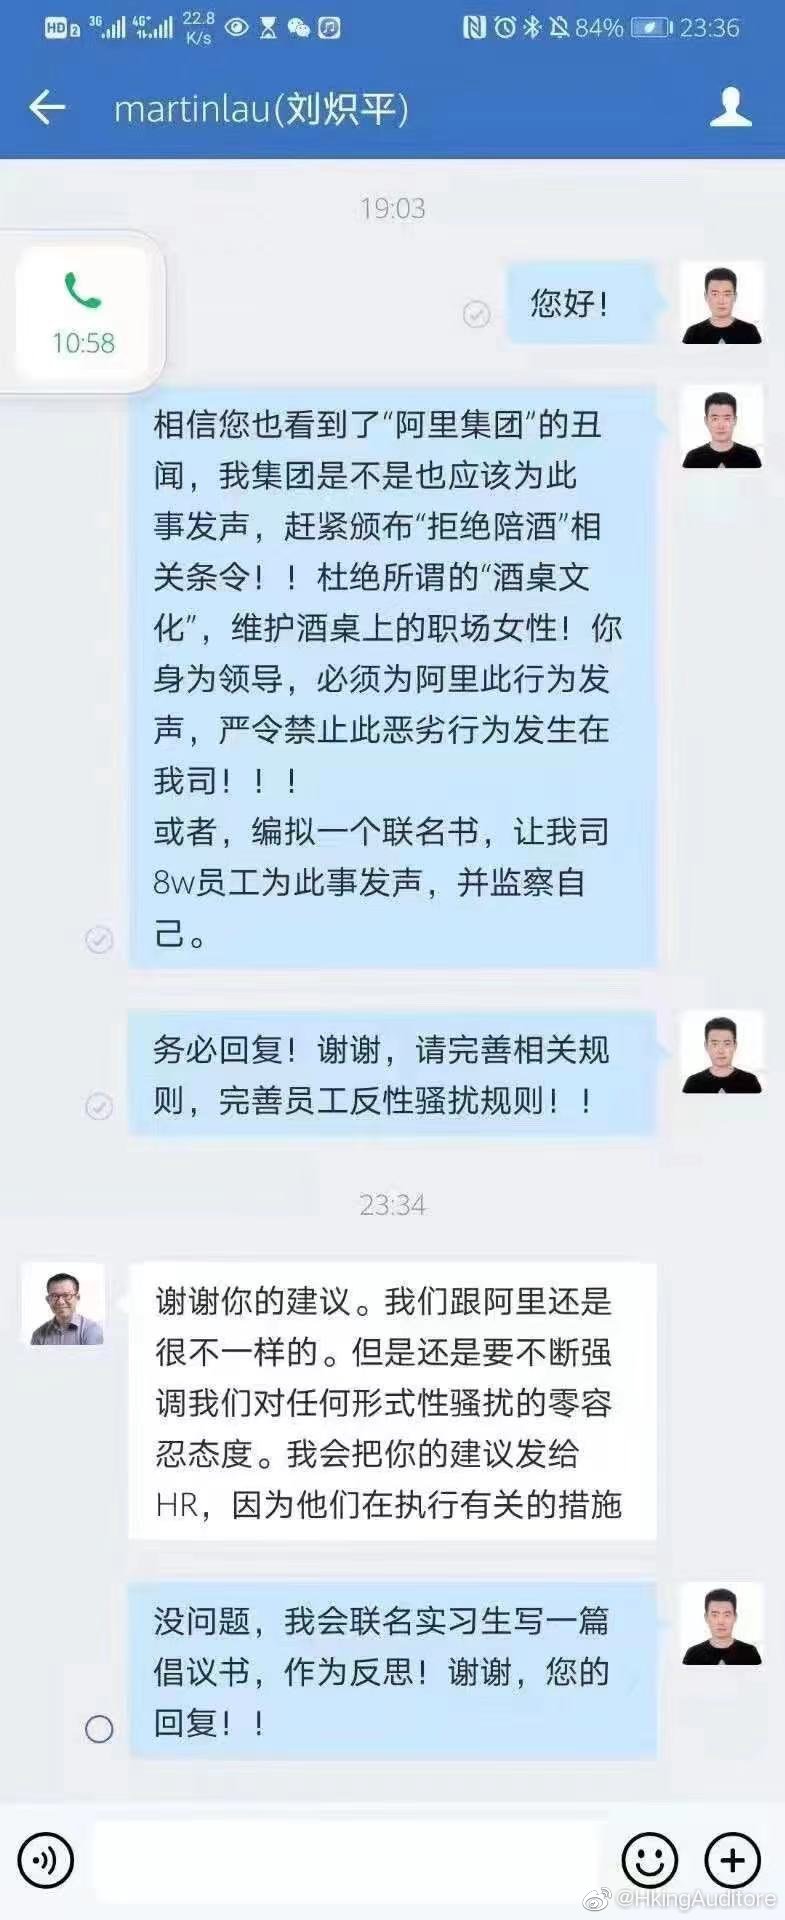 HD 2 3G 4G+ 22.8 84% 23:36
K/s
martinlau(刘炽平)
19:03
10:58
您好！
相信您也看到了“阿里集团”的丑
闻，我集团是不是也应该为此
事发声，赶紧颁布“拒绝陪酒”相
关条令！！杜绝所谓的“酒桌文
化”，维护酒桌上的职场女性！你
身为领导，必须为阿里此行为发
声，严令禁止此恶劣行为发生在
我司！！！
或者，编拟一个联名书，让我司
8w员工为此事发声，并监察自
己。
务必回复！谢谢，请完善相关规
则，完善员工反性骚扰规则！！
23:34
谢谢你的建议。我们跟阿里还是
很不一样的。但是还是要不断强
调我们对任何形式性骚扰的零容
忍态度。我会把你的建议发给
HR，因为他们在执行有关的措施
没问题，我会联名实习生写一篇
倡议书，作为反思！谢谢，您的
回复！！
@HkingAuditore